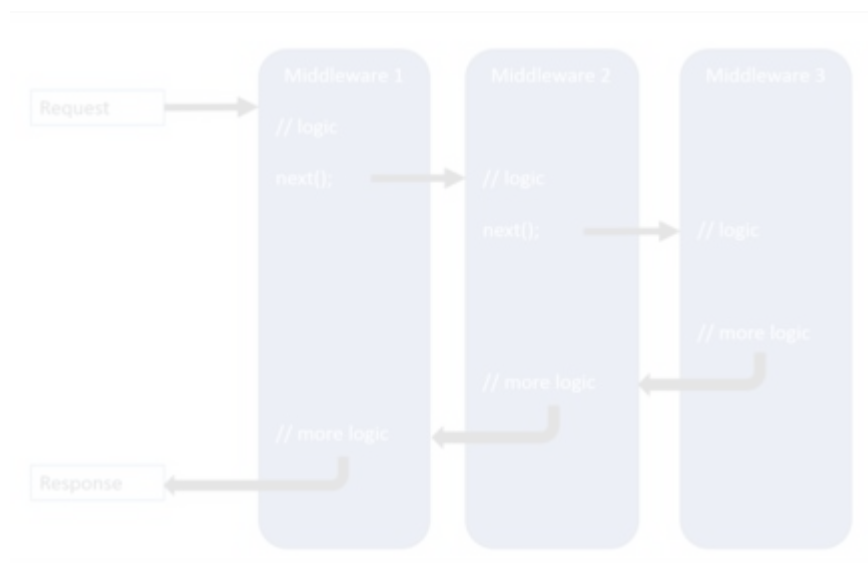 Middleware 1
Middleware 2
Middleware 3
Request
// logic
next();
// logic
next();
// logic
// more logic
// more logic
// more logic
Response